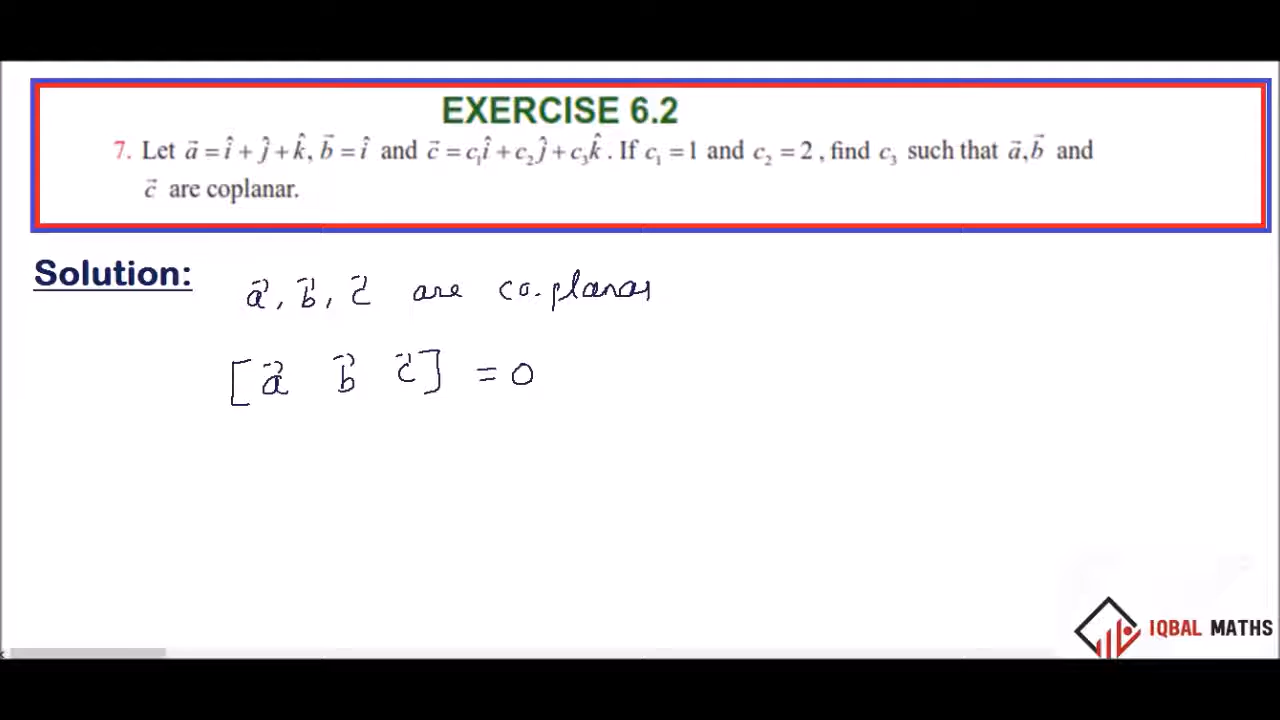 EXERCISE 6.2
7. Let a⃗ = î + ĵ + k̂, b⃗ = î and c⃗ = c₁î + c₂ĵ + c₃k̂. If c₁ = 1 and c₂ = 2, find c₃ such that a⃗, b⃗ and
c⃗ are coplanar.
Solution:
a⃗, b⃗, c⃗ are co.planar
[a⃗ b⃗ c⃗] = 0
IQBAL MATHS